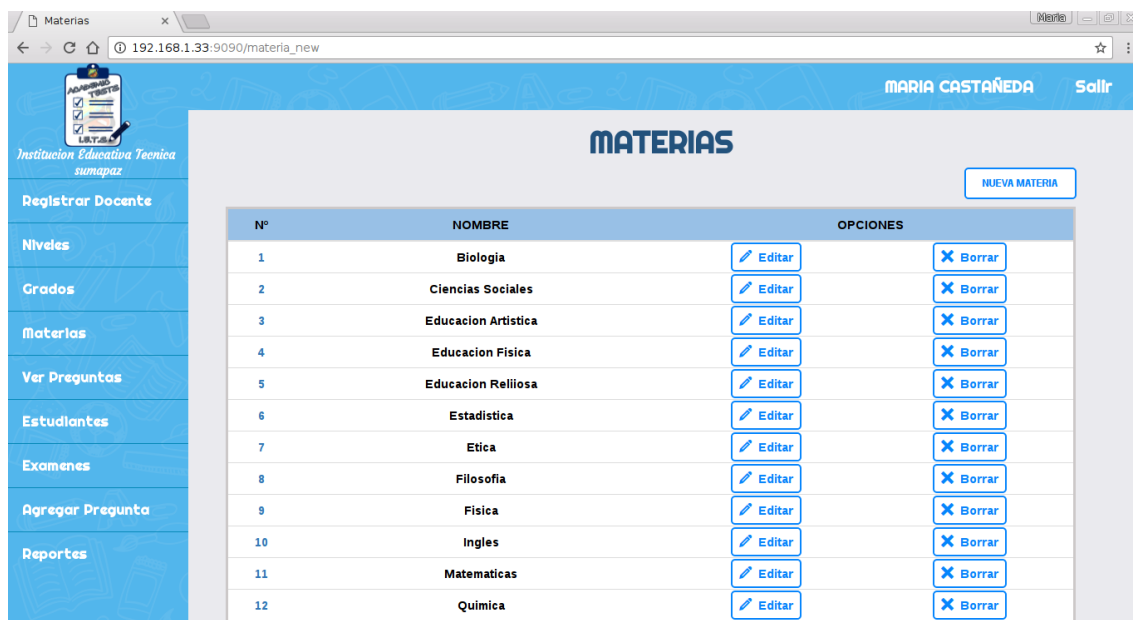 Materias
Maria
192.168.1.33:9090/materia_new
ACADEMIC
TESTS
I.E.T.S.
Institucion Educativa Tecnica
sumapaz
MARIA CASTAÑEDA Salir
MATERIAS
NUEVA MATERIA
Registrar Docente
Niveles
Grados
Materias
Ver Preguntas
Estudiantes
Examenes
Agregar Pregunta
Reportes
N° NOMBRE OPCIONES
1 Biologia Editar Borrar
2 Ciencias Sociales Editar Borrar
3 Educacion Artistica Editar Borrar
4 Educacion Fisica Editar Borrar
5 Educacion Reliiosa Editar Borrar
6 Estadistica Editar Borrar
7 Etica Editar Borrar
8 Filosofia Editar Borrar
9 Fisica Editar Borrar
10 Ingles Editar Borrar
11 Matematicas Editar Borrar
12 Quimica Editar Borrar